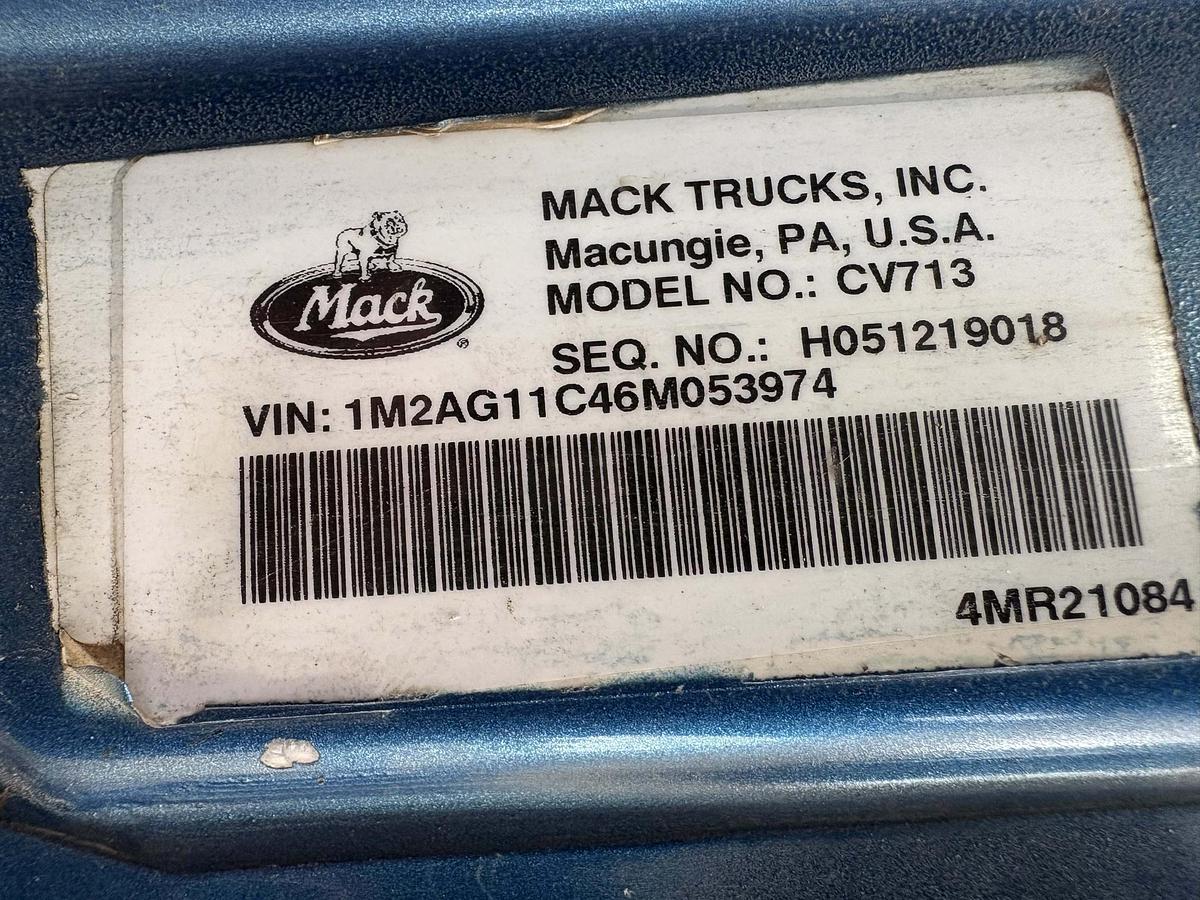 MACK TRUCKS, INC.
Macungie, PA, U.S.A.
MODEL NO.: CV713
Mack ®
SEQ. NO.: H051219018
VIN: 1M2AG11C46M053974
4MR21084